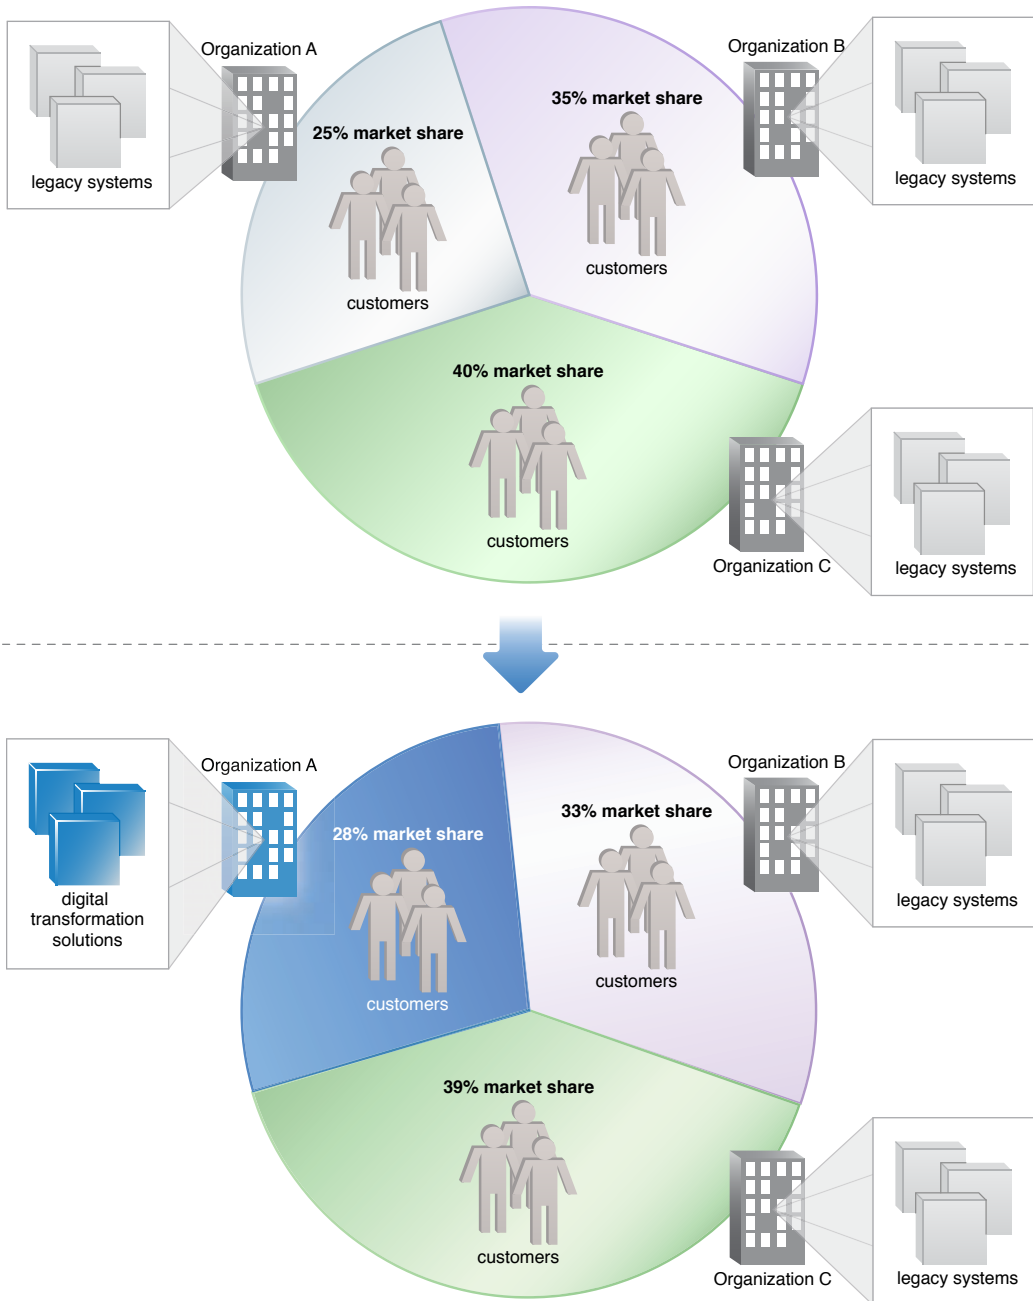 Organization A
legacy systems
25% market share
customers
35% market share
customers
Organization B
legacy systems
40% market share
customers
Organization C
legacy systems
Organization A
digital
transformation
solutions
28% market share
customers
33% market share
customers
Organization B
legacy systems
39% market share
customers
Organization C
legacy systems